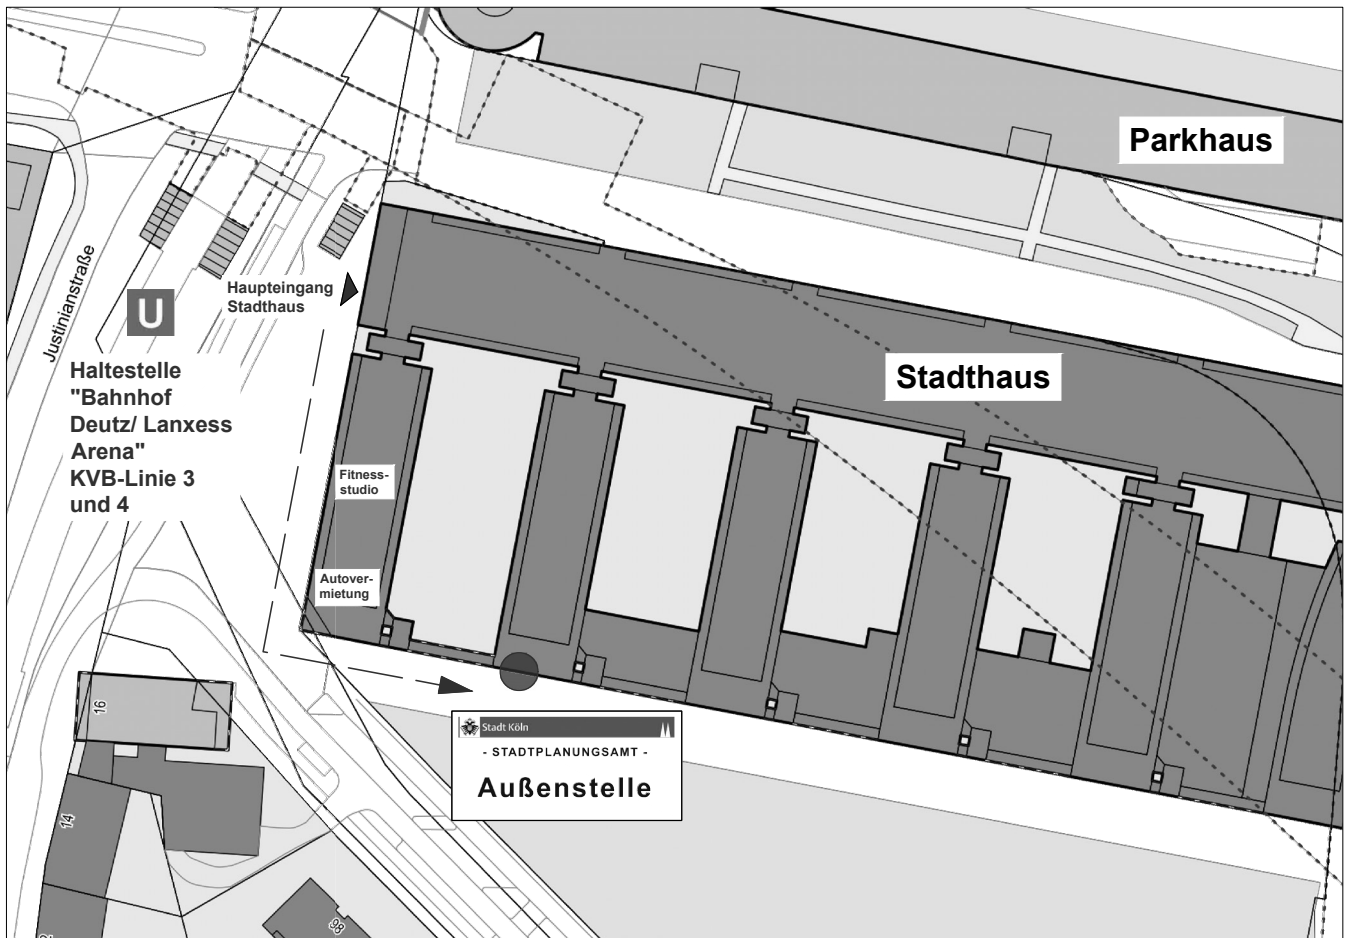 Parkhaus
Justinianstraße
U
Haupteingang
Stadthaus
Haltestelle
"Bahnhof
Deutz/ Lanxess
Arena"
KVB-Linie 3
und 4
Stadthaus
Fitness-
studio
Autover-
mietung
16
14
98
Stadt Köln
- STADTPLANUNGSAMT -
Außenstelle